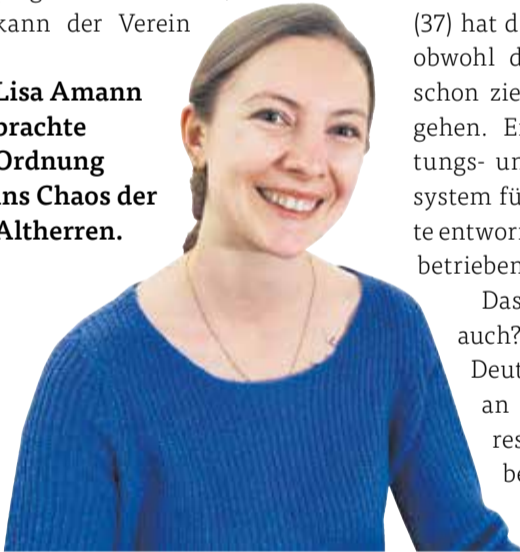 kann der Verein
Lisa Amann
brachte
Ordnung
ins Chaos der
Altherren.
(37) hat d
obwohl d
schon zie
gehen. Ei
tungs- un
system fü
te entwor
betrieben
Das
auch?
Deut
an
res
be